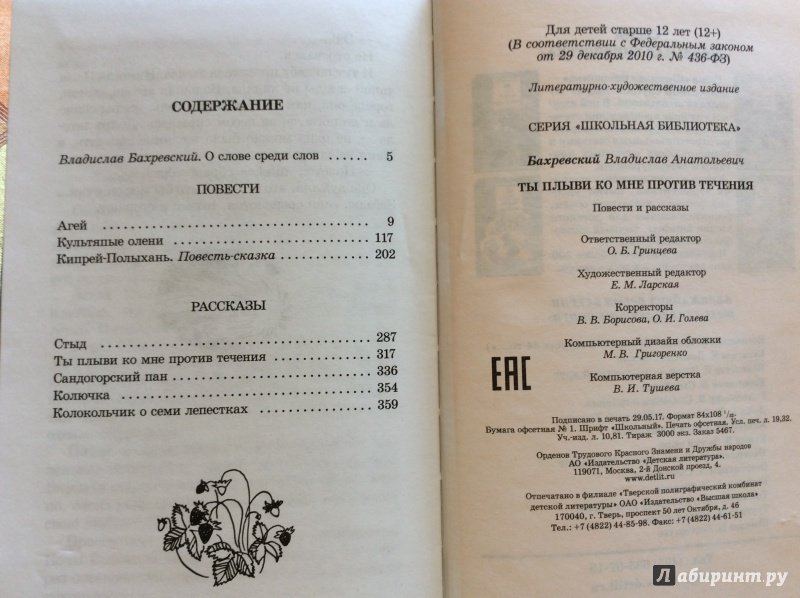 СОДЕРЖАНИЕ
Владислав Бахревский. О слове среди слов ...... 5
ПОВЕСТИ
Агей .................................... 9
Культяпые олени ............................ 117
Кипрей-Полыхань. Повесть-сказка ............ 202
РАССКАЗЫ
Стыд .................................... 287
Ты плыви ко мне против течения ............ 317
Сандогорский пан ............................ 336
Колючка .................................... 354
Колокольчик о семи лепестках ............ 359
Для детей старше 12 лет (12+)
(В соответствии с Федеральным законом
от 29 декабря 2010 г. № 436-ФЗ)
Литературно-художественное издание
СЕРИЯ «ШКОЛЬНАЯ БИБЛИОТЕКА»
Бахревский Владислав Анатольевич
ТЫ ПЛЫВИ КО МНЕ ПРОТИВ ТЕЧЕНИЯ
Повести и рассказы
Ответственный редактор
О. Б. Гринцева
Художественный редактор
Е. М. Ларская
Корректоры
В. В. Борисова, О. И. Голева
Компьютерный дизайн обложки
М. В. Григоренко
Компьютерная верстка
В. И. Тушева
ЕАС
Подписано в печать 29.05.17. Формат 84x108
Бумага офсетная № 1. Шрифт «Школьный». Печать офсетная. Усл. печ. л. 19,32.
Уч.-изд. л. 10,81. Тираж 3000 экз. Заказ 5467.
Орденов Трудового Красного Знамени и Дружбы народов
АО «Издательство «Детская литература».
119071, Москва, 2-й Донской проезд, 4.
www.detlit.ru
Отпечатано в филиале «Тверской полиграфический комбинат
детской литературы» ОАО «Издательство «Высшая школа»
170040, г. Тверь, проспект 50 лет Октября, д. 46
Тел.: +7 (4822) 44-85-98. Факс: +7 (4822) 44-61-51
Лабиринт.ру